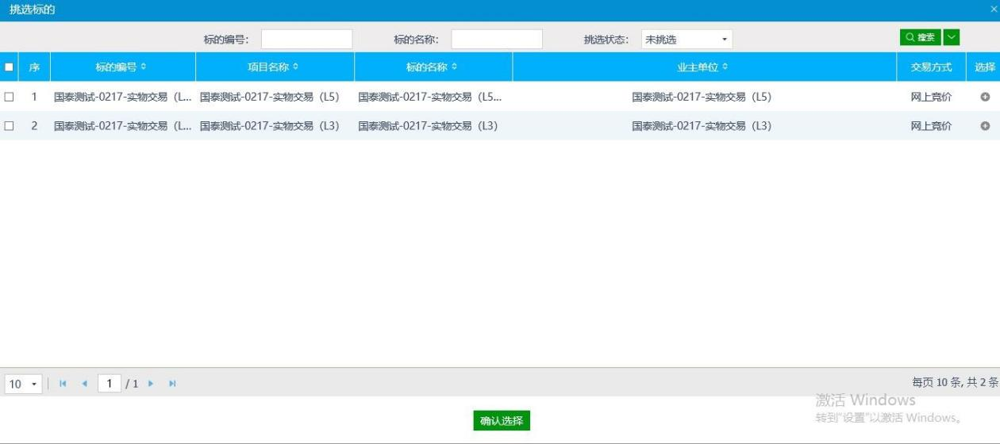 挑选标的
标的编号： 标的名称： 挑选状态： 未挑选 搜索
序 标的编号 项目名称 标的名称 业主单位 交易方式 选择
1 国泰测试-0217-实物交易（L... 国泰测试-0217-实物交易（L5） 国泰测试-0217-实物交易（L5... 国泰测试-0217-实物交易（L5） 网上竞价
2 国泰测试-0217-实物交易（L... 国泰测试-0217-实物交易（L3） 国泰测试-0217-实物交易（L3） 国泰测试-0217-实物交易（L3） 网上竞价
10 1 / 1 每页 10 条, 共 2 条
激活 Windows
转到"设置"以激活 Windows。
确认选择